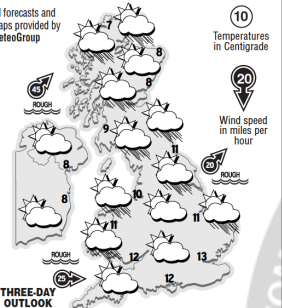 forecasts and
aps provided by
eteoGroup
10
Temperatures
in Centigrade
20
Wind speed
in miles per
hour
7
8
8
45
ROUGH
9
11
8
20
ROUGH
8
10
11
11
ROUGH
25
12
13
12
THREE-DAY
OUTLOOK